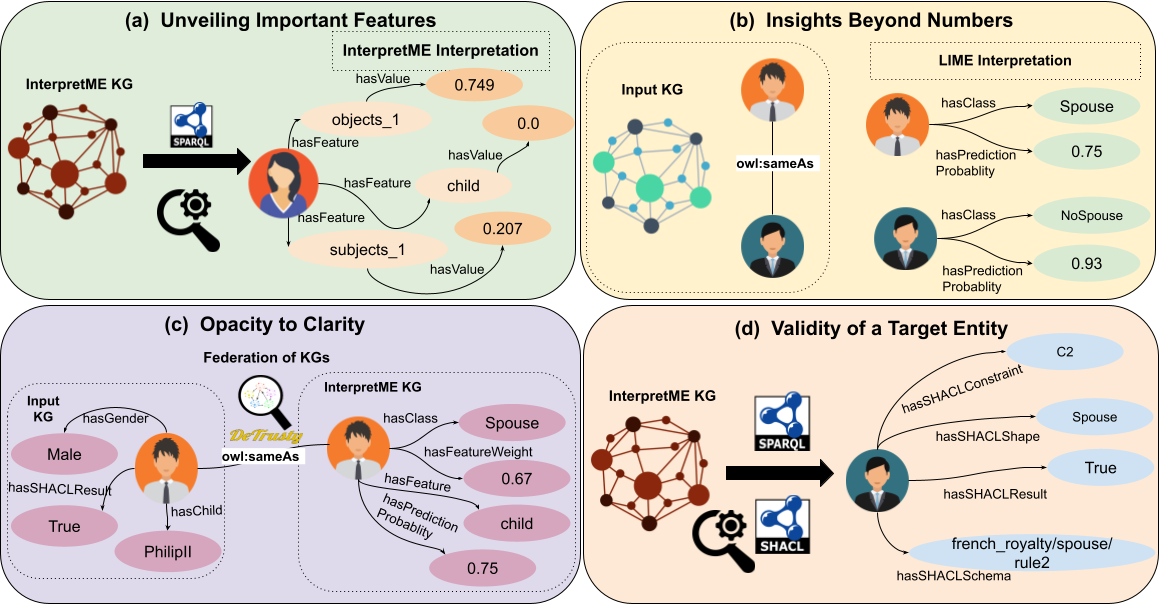 (a) Unveiling Important Features
InterpretME Interpretation
InterpretME KG
SPARQL
hasValue
0.749
objects_1
hasFeature
0.0
hasValue
hasFeature
child
hasFeature
0.207
subjects_1
hasValue
(b) Insights Beyond Numbers
LIME Interpretation
Input KG
owl:sameAs
hasClass
Spouse
hasPrediction
Probablity
0.75
hasClass
NoSpouse
hasPrediction
Probablity
0.93
(c) Opacity to Clarity
Federation of KGs
Input
KG
hasGender
Male
hasSHACLResult
True
hasChild
PhilipII
DeTrusty
owl:sameAs
InterpretME KG
hasClass
Spouse
hasFeatureWeight
0.67
hasFeature
child
hasPrediction
Probablity
0.75
(d) Validity of a Target Entity
InterpretME KG
SPARQL
SHACL
hasSHACLConstraint
C2
hasSHACLShape
Spouse
hasSHACLResult
True
hasSHACLSchema
french_royalty/spouse/
rule2